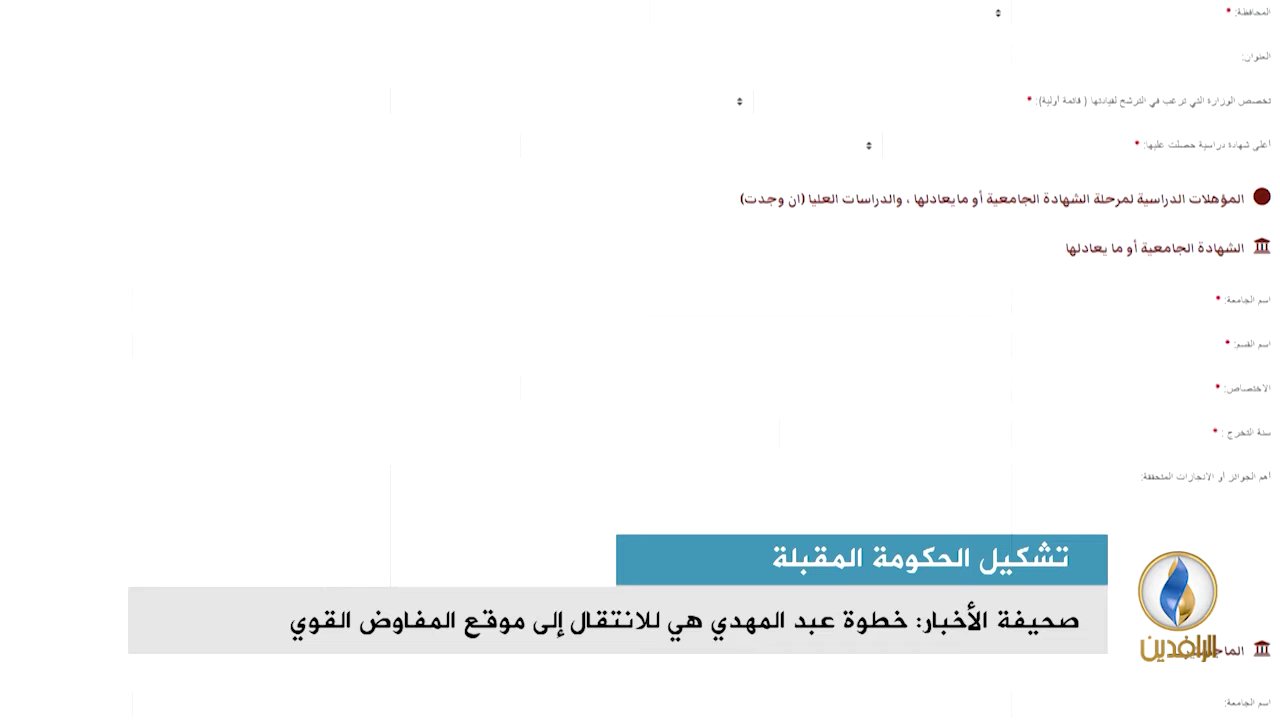 المحافظة: *
العنوان:
تخصص الوزارة التي ترغب في الترشح لقيادتها ( قائمة أولية): *
أعلى شهادة دراسية حصلت عليها: *
المؤهلات الدراسية لمرحلة الشهادة الجامعية أو مايعادلها ، والدراسات العليا (ان وجدت)
الشهادة الجامعية أو ما يعادلها
اسم الجامعة: *
اسم القسم: *
الاختصاص: *
سنة التخرج : *
أهم الجوائز أو الانجازات المتحققة:
تشكيل الحكومة المقبلة
صحيفة الأخبار: خطوة عبد المهدي هي للانتقال إلى موقع المفاوض القوي
الرافدين
اسم الجامعة: